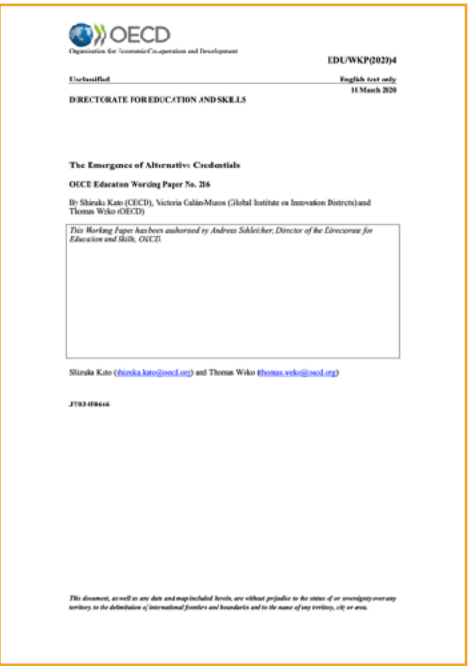 OECD
Organisation for Economic Co-operation and Development
EDU/WKP(2020)4
Unclassified
English text only
10 March 2020
DIRECTORATE FOR EDUCATION AND SKILLS
The Emergence of Alternative Credentials
OECD Education Working Paper No. 216
By Shizuka Kato (OECD), Victoria Galán-Muros (Global Institute on Innovation Districts) and
Thomas Weko (OECD)
This Working Paper has been authorised by Andreas Schleicher, Director of the Directorate for
Education and Skills, OECD.
Shizuka Kato (shizuka.kato@oecd.org) and Thomas Weko (thomas.weko@oecd.org)
This document, as well as any data and map included herein, are without prejudice to the status of or sovereignty over any
territory, to the delimitation of international frontiers and boundaries and to the name of any territory, city or area.